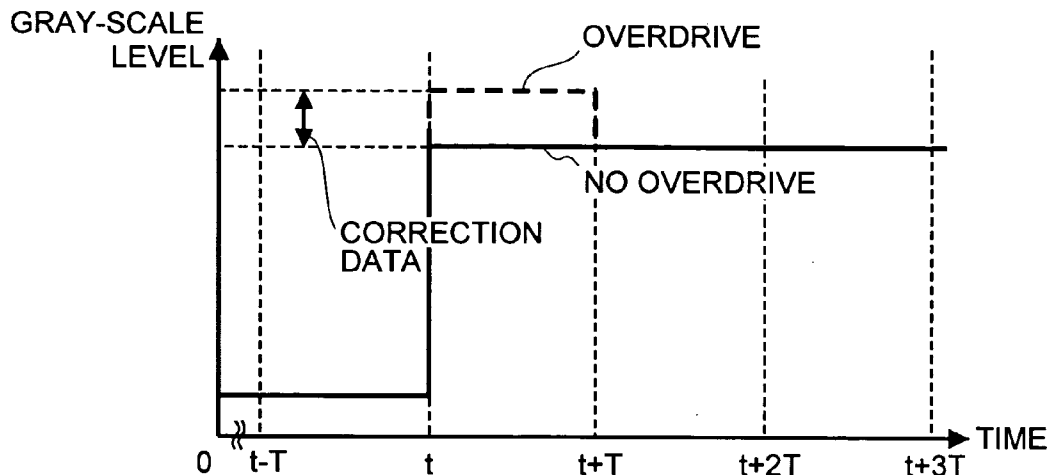 GRAY-SCALE
LEVEL
OVERDRIVE
NO OVERDRIVE
CORRECTION
DATA
TIME
0
t-T
t
t+T
t+2T
t+3T